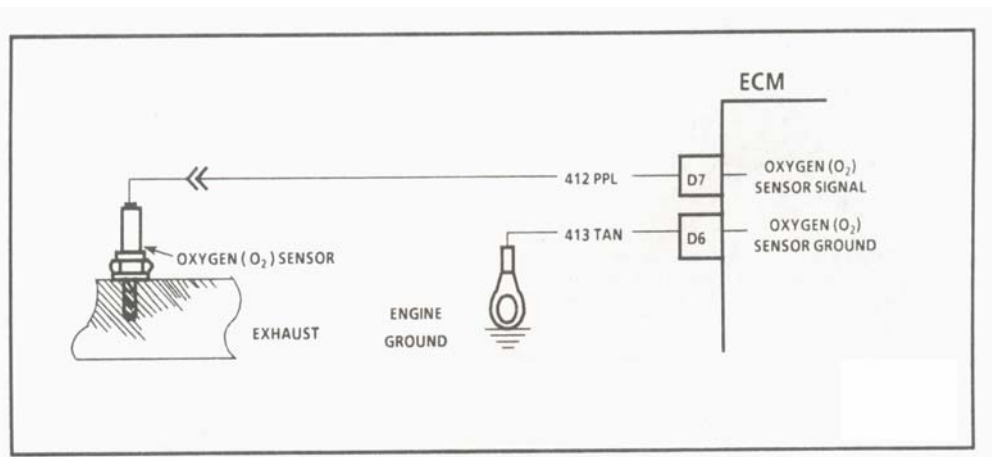 ECM
412 PPL
D7
OXYGEN (O₂)
SENSOR SIGNAL
413 TAN
D6
OXYGEN (O₂)
SENSOR GROUND
OXYGEN ( O₂ ) SENSOR
ENGINE
GROUND
EXHAUST